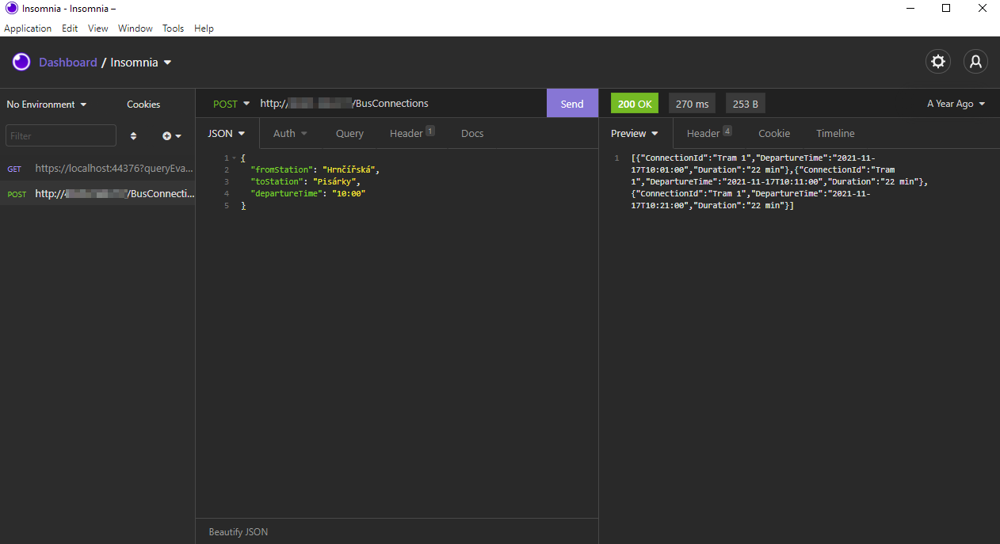 Insomnia - Insomnia –
Application Edit View Window Tools Help
Dashboard / Insomnia
No Environment Cookies
Filter
GET https://localhost:44376?queryEva...
POST http:// /BusConnecti...
POST http:// /BusConnections Send
JSON Auth Query Header 1 Docs
1 {
2 "fromStation": "Hrnčířská",
3 "toStation": "Pisárky",
4 "departureTime": "10:00"
5 }
Beautify JSON
200 OK 270 ms 253 B A Year Ago
Preview Header 4 Cookie Timeline
1 [{"ConnectionId":"Tram 1","DepartureTime":"2021-11-
17T10:01:00","Duration":"22 min"},{"ConnectionId":"Tram
1","DepartureTime":"2021-11-17T10:11:00","Duration":"22 min"},
{"ConnectionId":"Tram 1","DepartureTime":"2021-11-
17T10:21:00","Duration":"22 min"}]